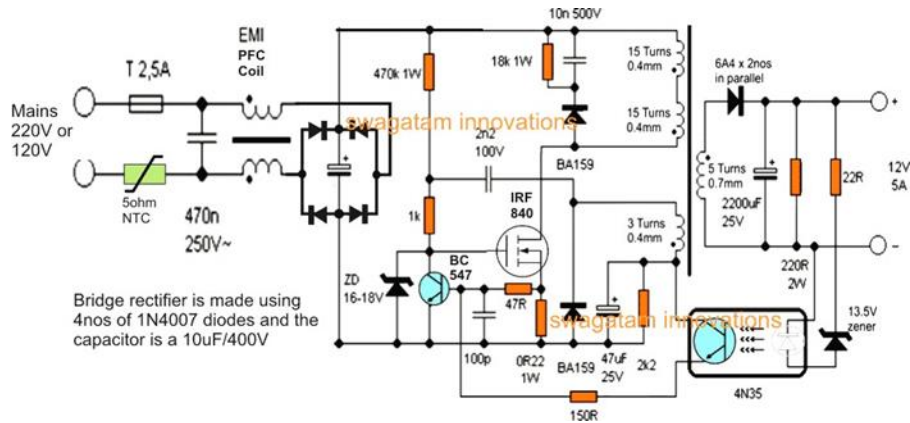 EMI
PFC
Coil
T 2,5A
Mains
220V or
120V
5ohm
NTC
470n
250V~
Bridge rectifier is made using
4nos of 1N4007 diodes and the
capacitor is a 10uF/400V
470k 1W
10n 500V
18k 1W
15 Turns
0.4mm
15 Turns
0.4mm
6A4 x 2nos
in parallel
swagatam innovations
2n2
100V
BA159
1k
IRF
840
BC
547
ZD
16-18V
47R
100p
0R22
1W
BA159
47uF
25V
2k2
3 Turns
0.4mm
5 Turns
0.7mm
2200uF
25V
22R
+
12V
5A
−
220R
2W
13.5V
zener
swagatam innovations
4N35
150R